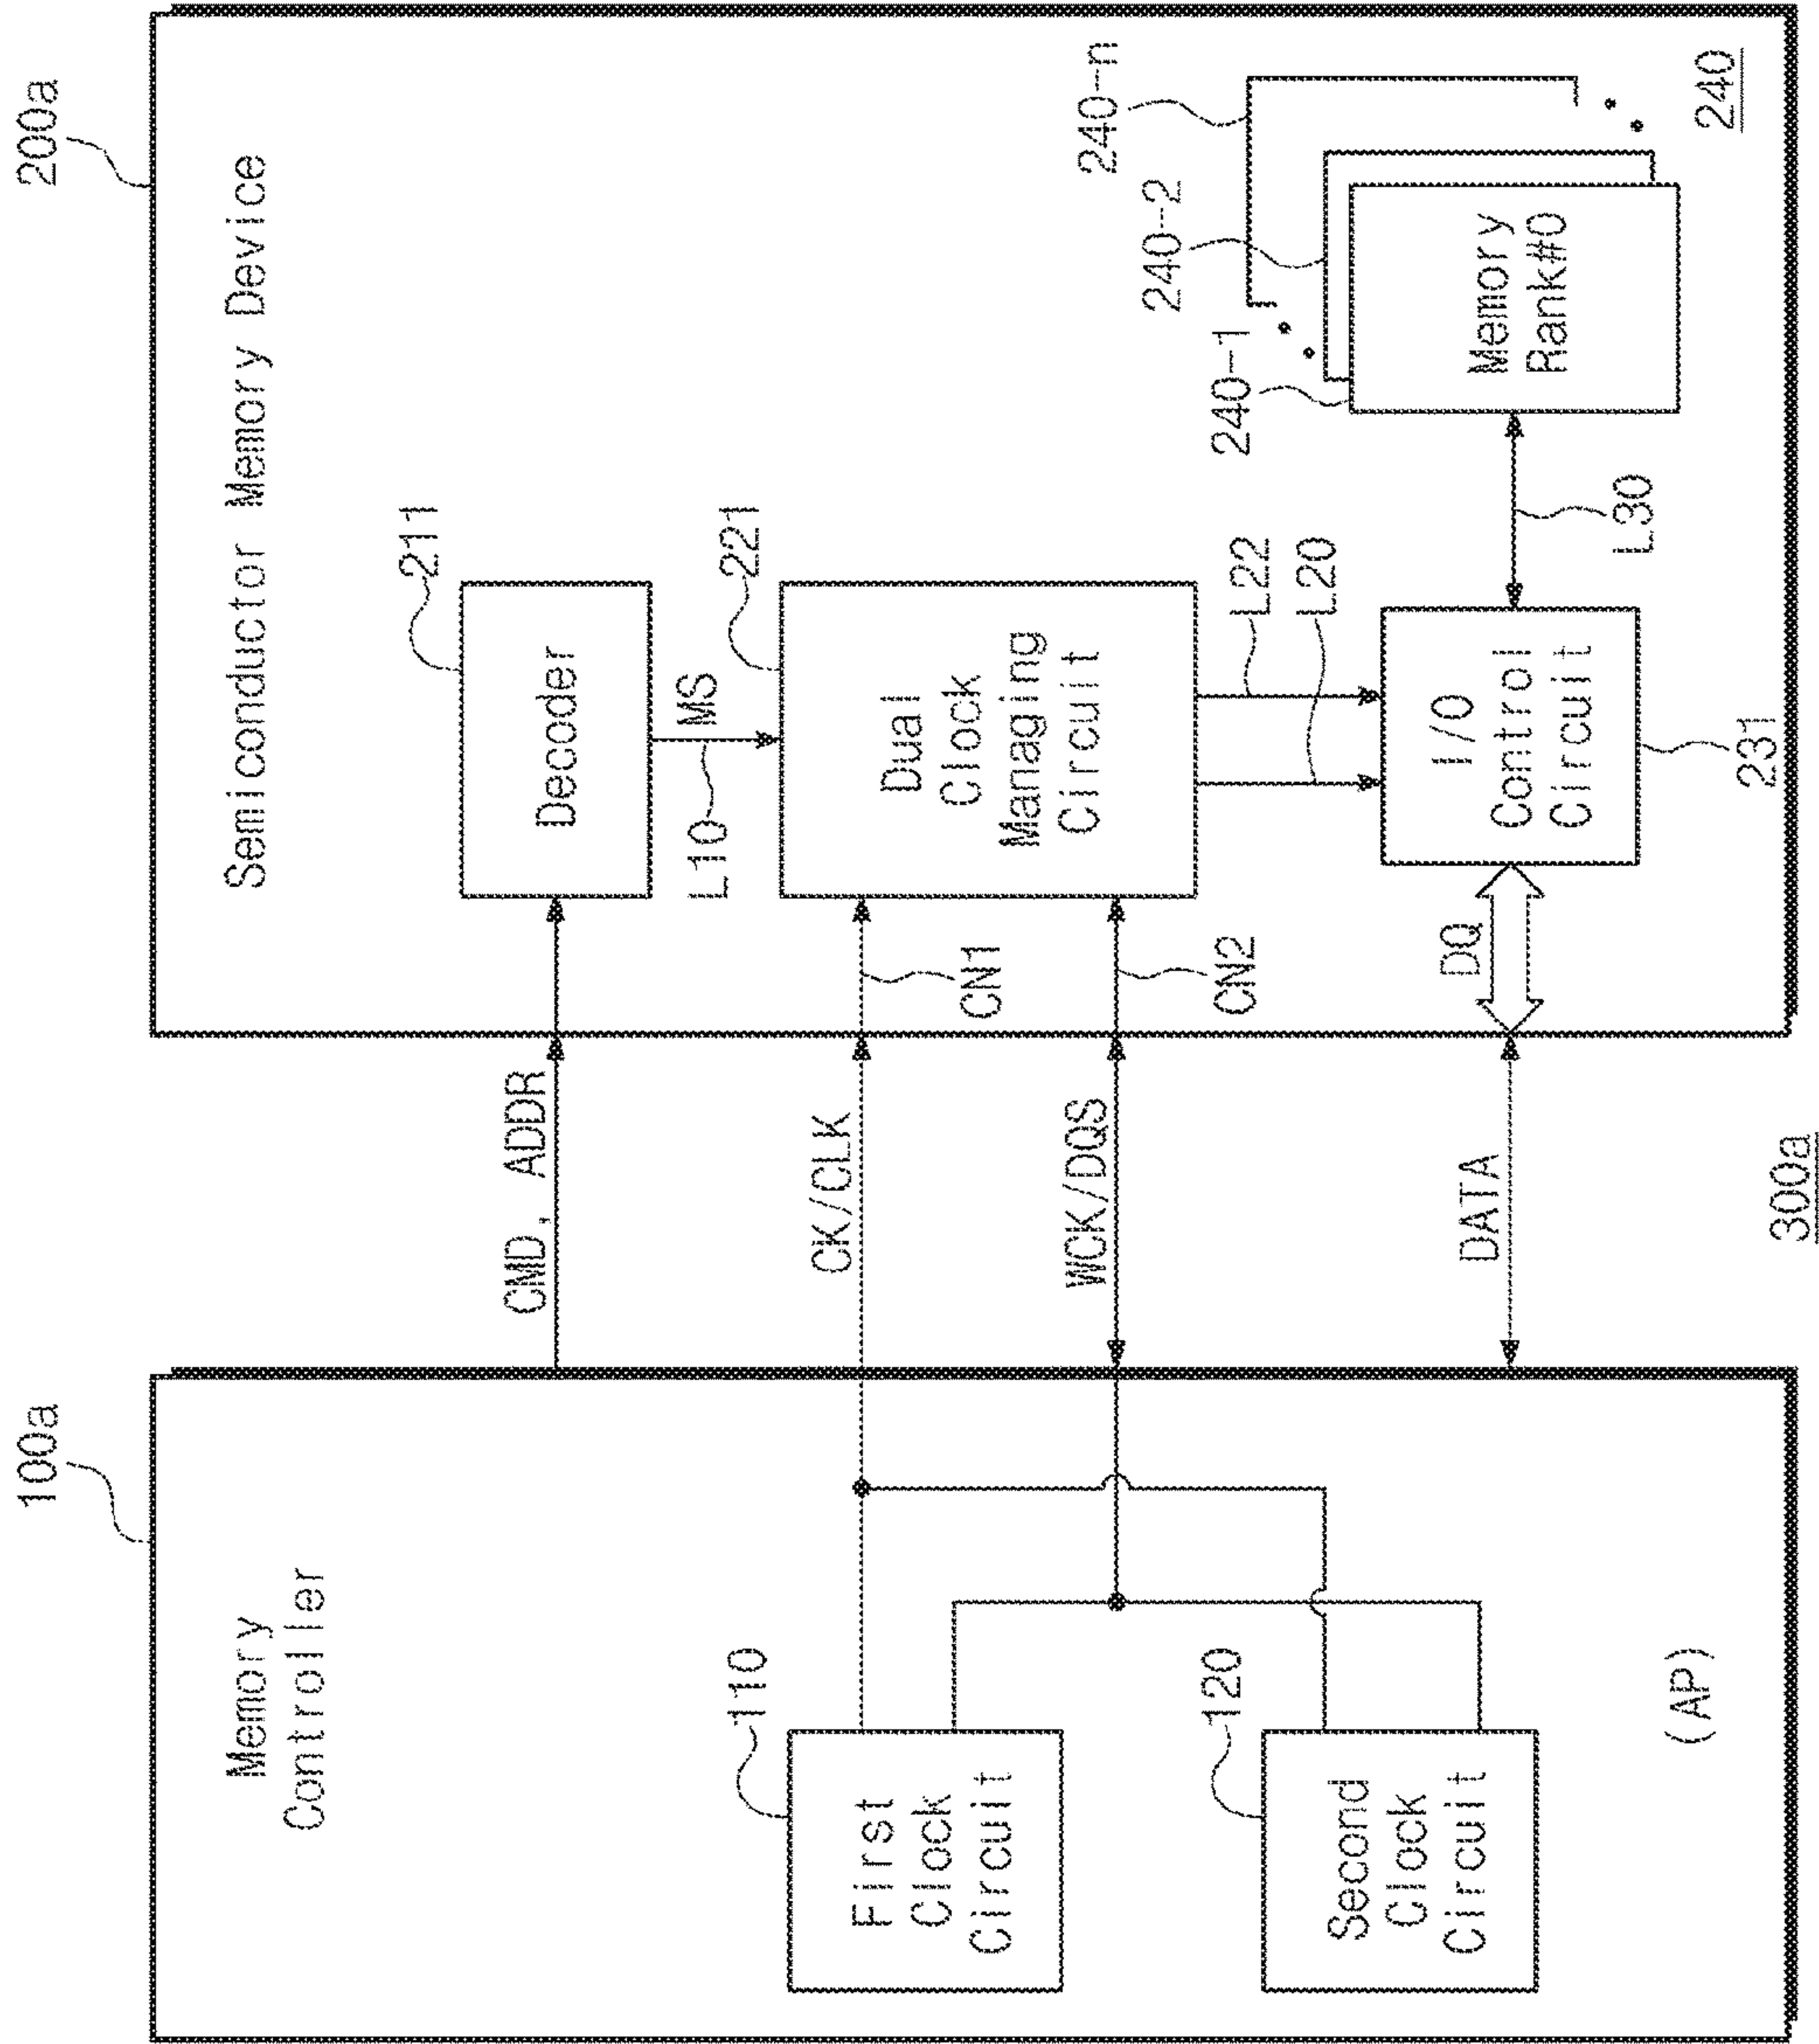 100a
200a
Memory
Controller
Semiconductor Memory Device
CMD, ADDR
Decoder
211
L10
MS
110
First
Clock
Circuit
CK/CLK
CN1
Dual
Clock
Managing
Circuit
221
WCK/DQS
CN2
L22
L20
120
Second
Clock
Circuit
DATA
DQ
I/O
Control
Circuit
231
L30
240-1
240-2
240-n
Memory
Rank#0
240
(AP)
300a